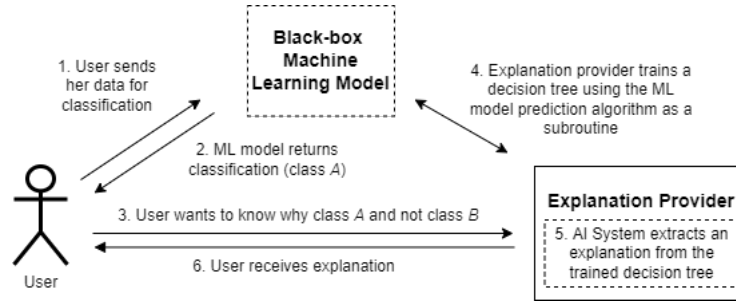 Black-box
Machine
Learning Model
1. User sends
her data for
classification
4. Explanation provider trains a
decision tree using the ML
model prediction algorithm as a
subroutine
2. ML model returns
classification (class A)
3. User wants to know why class A and not class B
6. User receives explanation
User
Explanation Provider
5. AI System extracts an
explanation from the
trained decision tree